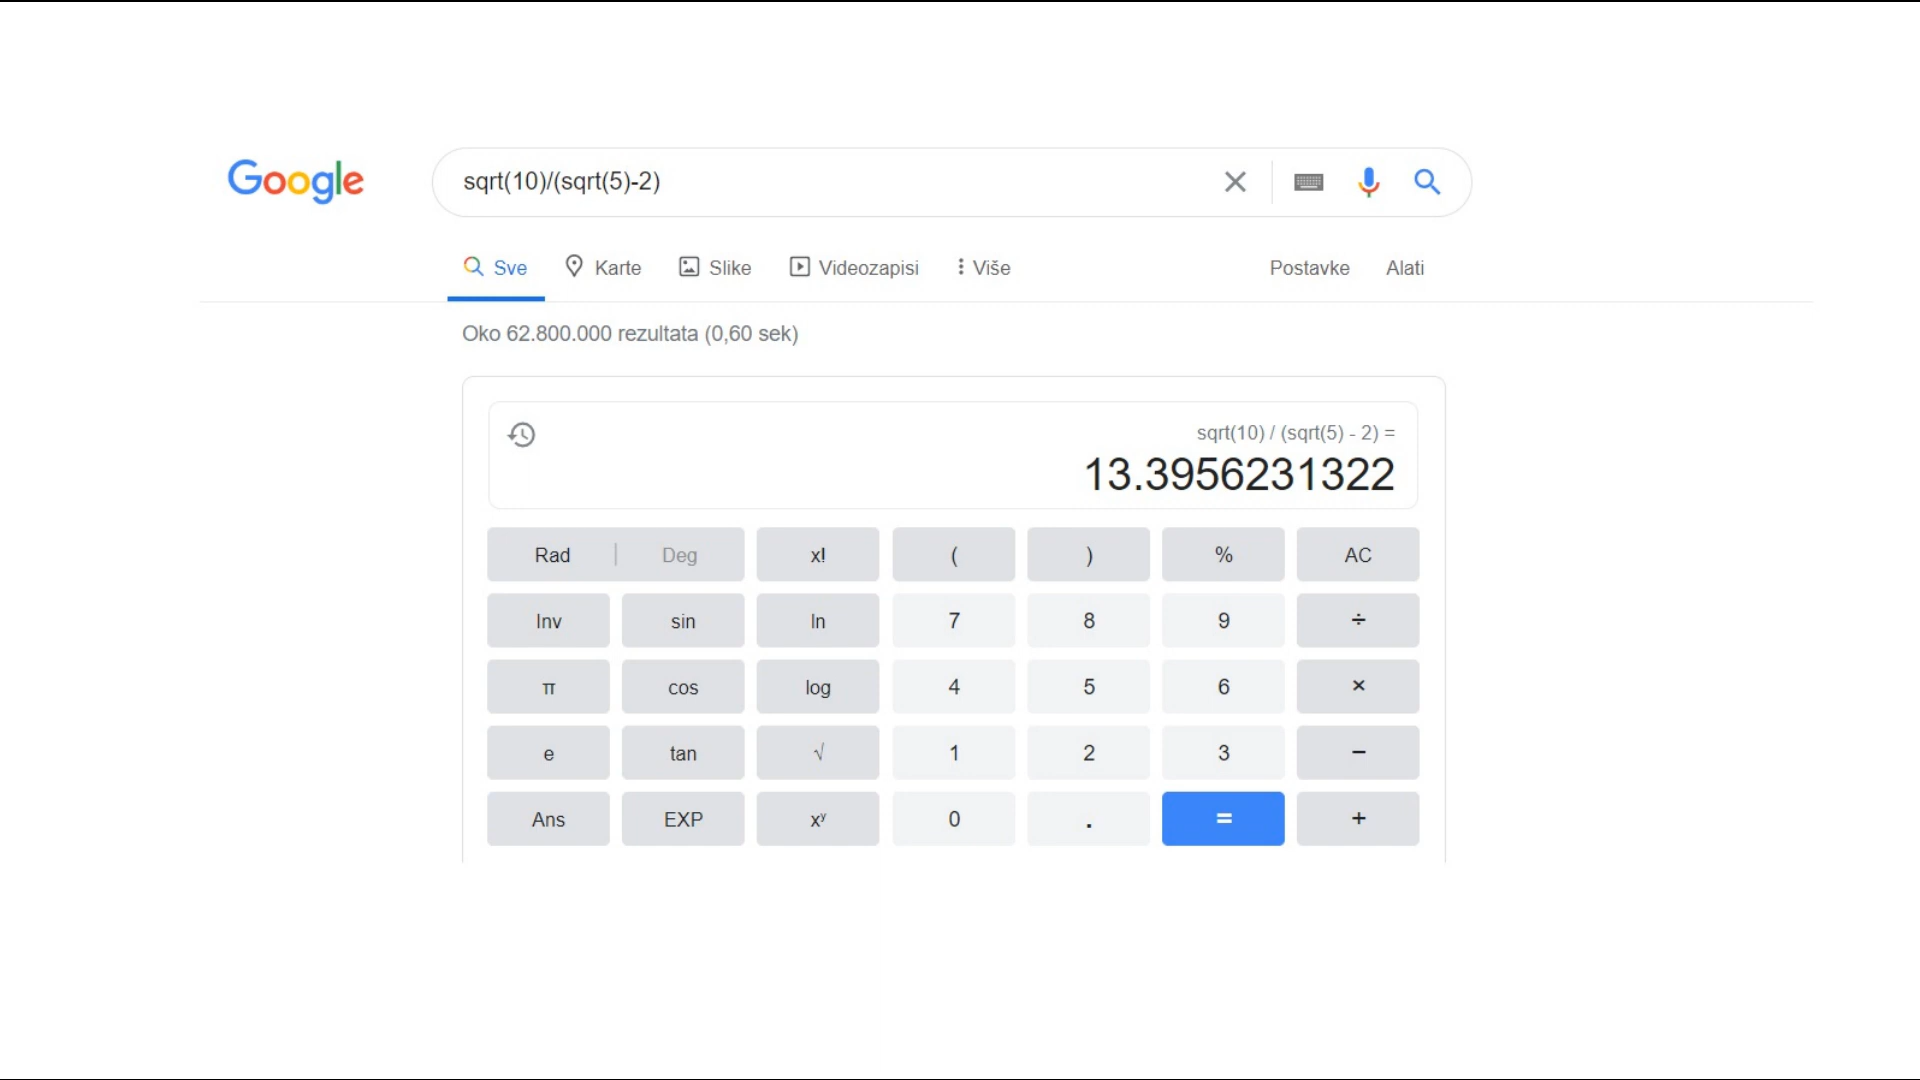 Google
sqrt(10)/(sqrt(5)-2)
Sve Karte Slike Videozapisi Više Postavke Alati
Oko 62.800.000 rezultata (0,60 sek)
sqrt(10) / (sqrt(5) - 2) =
13.3956231322
Rad | Deg x! ( ) % AC
Inv sin ln 7 8 9 ÷
π cos log 4 5 6 ×
e tan √ 1 2 3 −
Ans EXP xʸ 0 . = +